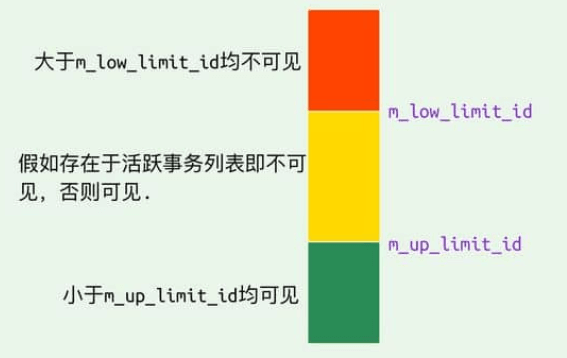 大于m_low_limit_id均不可见
m_low_limit_id
假如存在于活跃事务列表即不可
见，否则可见.
m_up_limit_id
小于m_up_limit_id均可见